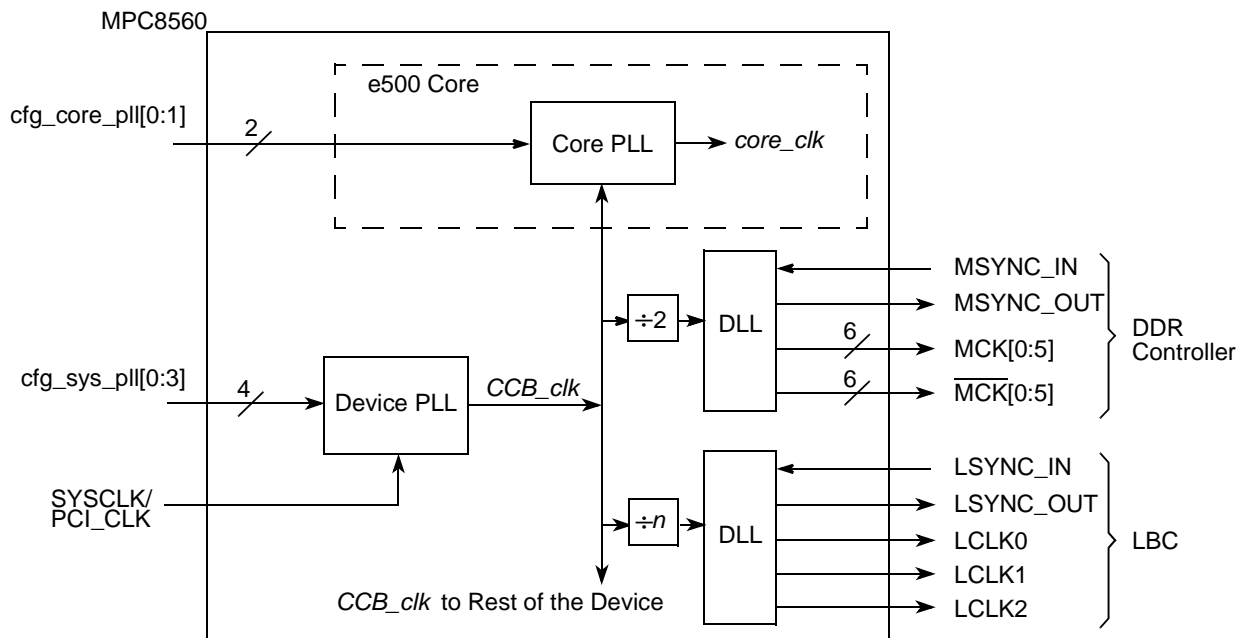 MPC8560
e500 Core
cfg_core_pll[0:1]
2
Core PLL
core_clk
MSYNC_IN
MSYNC_OUT
÷2
DLL
6
MCK[0:5]
6
M̅C̅K̅[0:5]
DDR
Controller
cfg_sys_pll[0:3]
4
Device PLL
CCB_clk
SYSCLK/
PCI_CLK
LSYNC_IN
LSYNC_OUT
÷n
DLL
LCLK0
LCLK1
LCLK2
LBC
CCB_clk to Rest of the Device